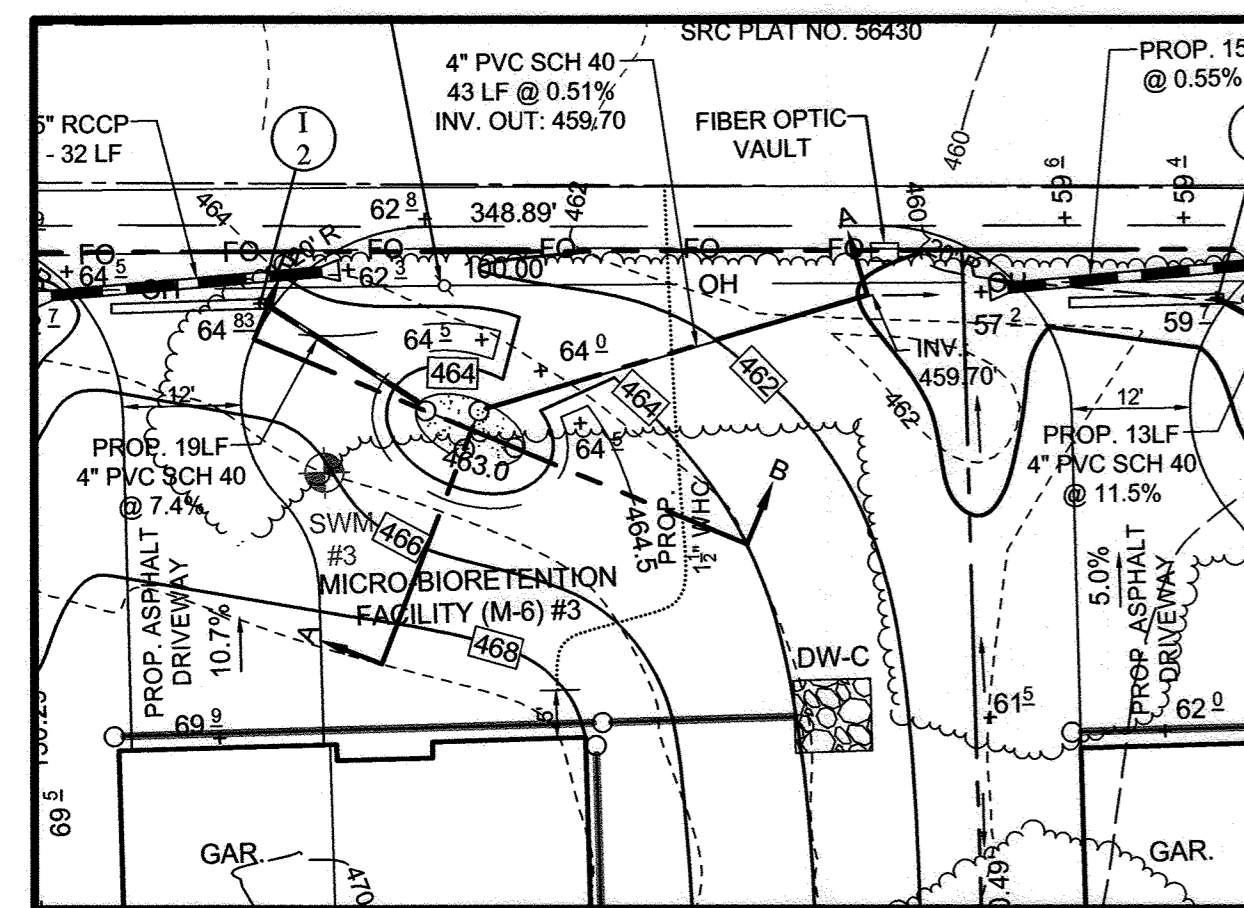 SRC PLAT NO. 56430
4" PVC SCH 40
43 LF @ 0.51%
INV. OUT: 459.70
PROP. 15
@ 0.55%
5" RCCP
- 32 LF
I
2
FIBER OPTIC
VAULT
460
59 6
59 4
464
62 8
348.89'
462
460
20' R
20' R
FO
FO
FO
FO
FO
FO
64 5
62 3
100.00'
OH
OH
OH
A
7
64 83
64 5
64 0
57 2
59
INV.
459.70'
464
464
462
462
12'
12'
PROP. 19LF
4" PVC SCH 40
@ 7.4%
463.0
64 5
464.5
PROP.
1½" WHC
B
PROP. 13LF
4" PVC SCH 40
@ 11.5%
SWM
#3
466
MICRO-BIORETENTION
FACILITY (M-6) #3
PROP. ASPHALT
DRIVEWAY
10.7%
A
468
DW-C
5.0%
PROP. ASPHALT
DRIVEWAY
69 9
5'
61 5
62 0
69 5
GAR.
470
0.49
GAR.